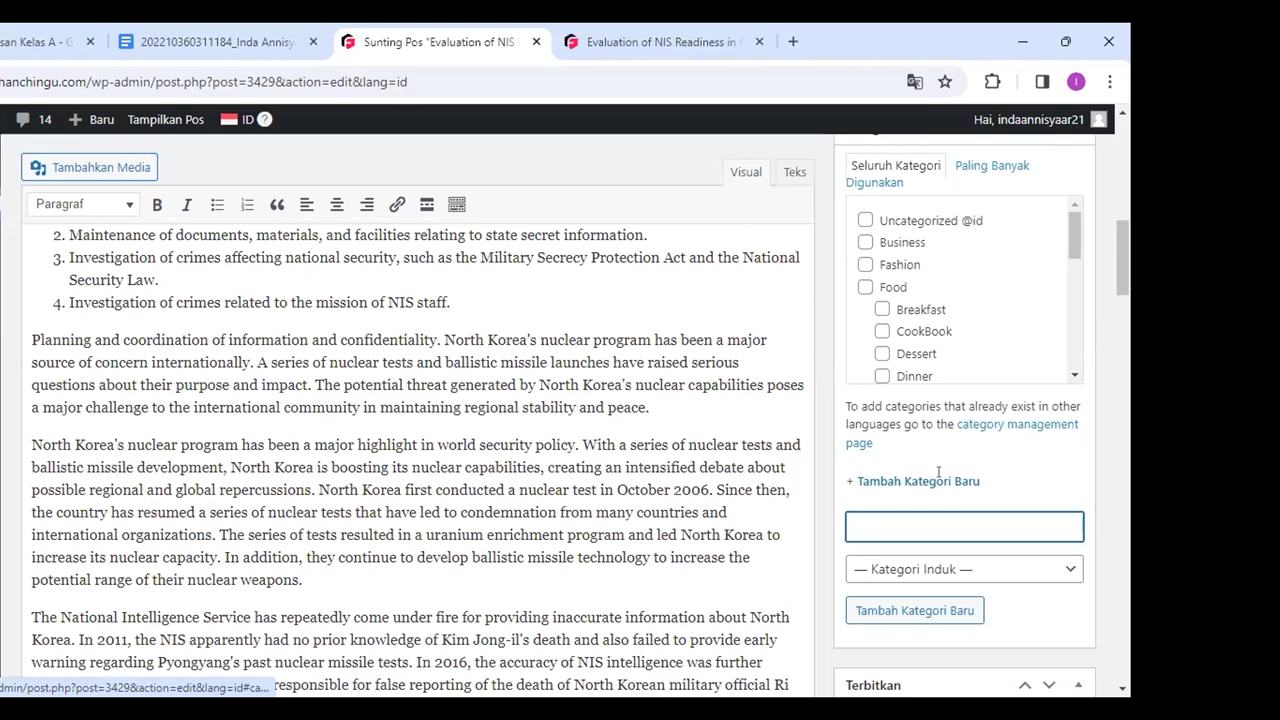 san Kelas A - G
202210360311184_Inda Annisya
Sunting Pos “Evaluation of NIS
Evaluation of NIS Readiness in
hanchingu.com/wp-admin/post.php?post=3429&action=edit&lang=id
14
Baru
Tampilkan Pos
ID
Hai, indaannisyaar21
Tambahkan Media
Visual
Teks
Paragraf
2. Maintenance of documents, materials, and facilities relating to state secret information.
3. Investigation of crimes affecting national security, such as the Military Secrecy Protection Act and the National
Security Law.
4. Investigation of crimes related to the mission of NIS staff.
Planning and coordination of information and confidentiality. North Korea's nuclear program has been a major
source of concern internationally. A series of nuclear tests and ballistic missile launches have raised serious
questions about their purpose and impact. The potential threat generated by North Korea's nuclear capabilities poses
a major challenge to the international community in maintaining regional stability and peace.
North Korea's nuclear program has been a major highlight in world security policy. With a series of nuclear tests and
ballistic missile development, North Korea is boosting its nuclear capabilities, creating an intensified debate about
possible regional and global repercussions. North Korea first conducted a nuclear test in October 2006. Since then,
the country has resumed a series of nuclear tests that have led to condemnation from many countries and
international organizations. The series of tests resulted in a uranium enrichment program and led North Korea to
increase its nuclear capacity. In addition, they continue to develop ballistic missile technology to increase the
potential range of their nuclear weapons.
The National Intelligence Service has repeatedly come under fire for providing inaccurate information about North
Korea. In 2011, the NIS apparently had no prior knowledge of Kim Jong-il's death and also failed to provide early
warning regarding Pyongyang's past nuclear missile tests. In 2016, the accuracy of NIS intelligence was further
responsible for false reporting of the death of North Korean military official Ri
dmin/post.php?post=3429&action=edit&lang=id#ca...
Seluruh Kategori
Paling Banyak
Digunakan
Uncategorized @id
Business
Fashion
Food
Breakfast
CookBook
Dessert
Dinner
To add categories that already exist in other
languages go to the category management
page
+ Tambah Kategori Baru
— Kategori Induk —
Tambah Kategori Baru
Terbitkan